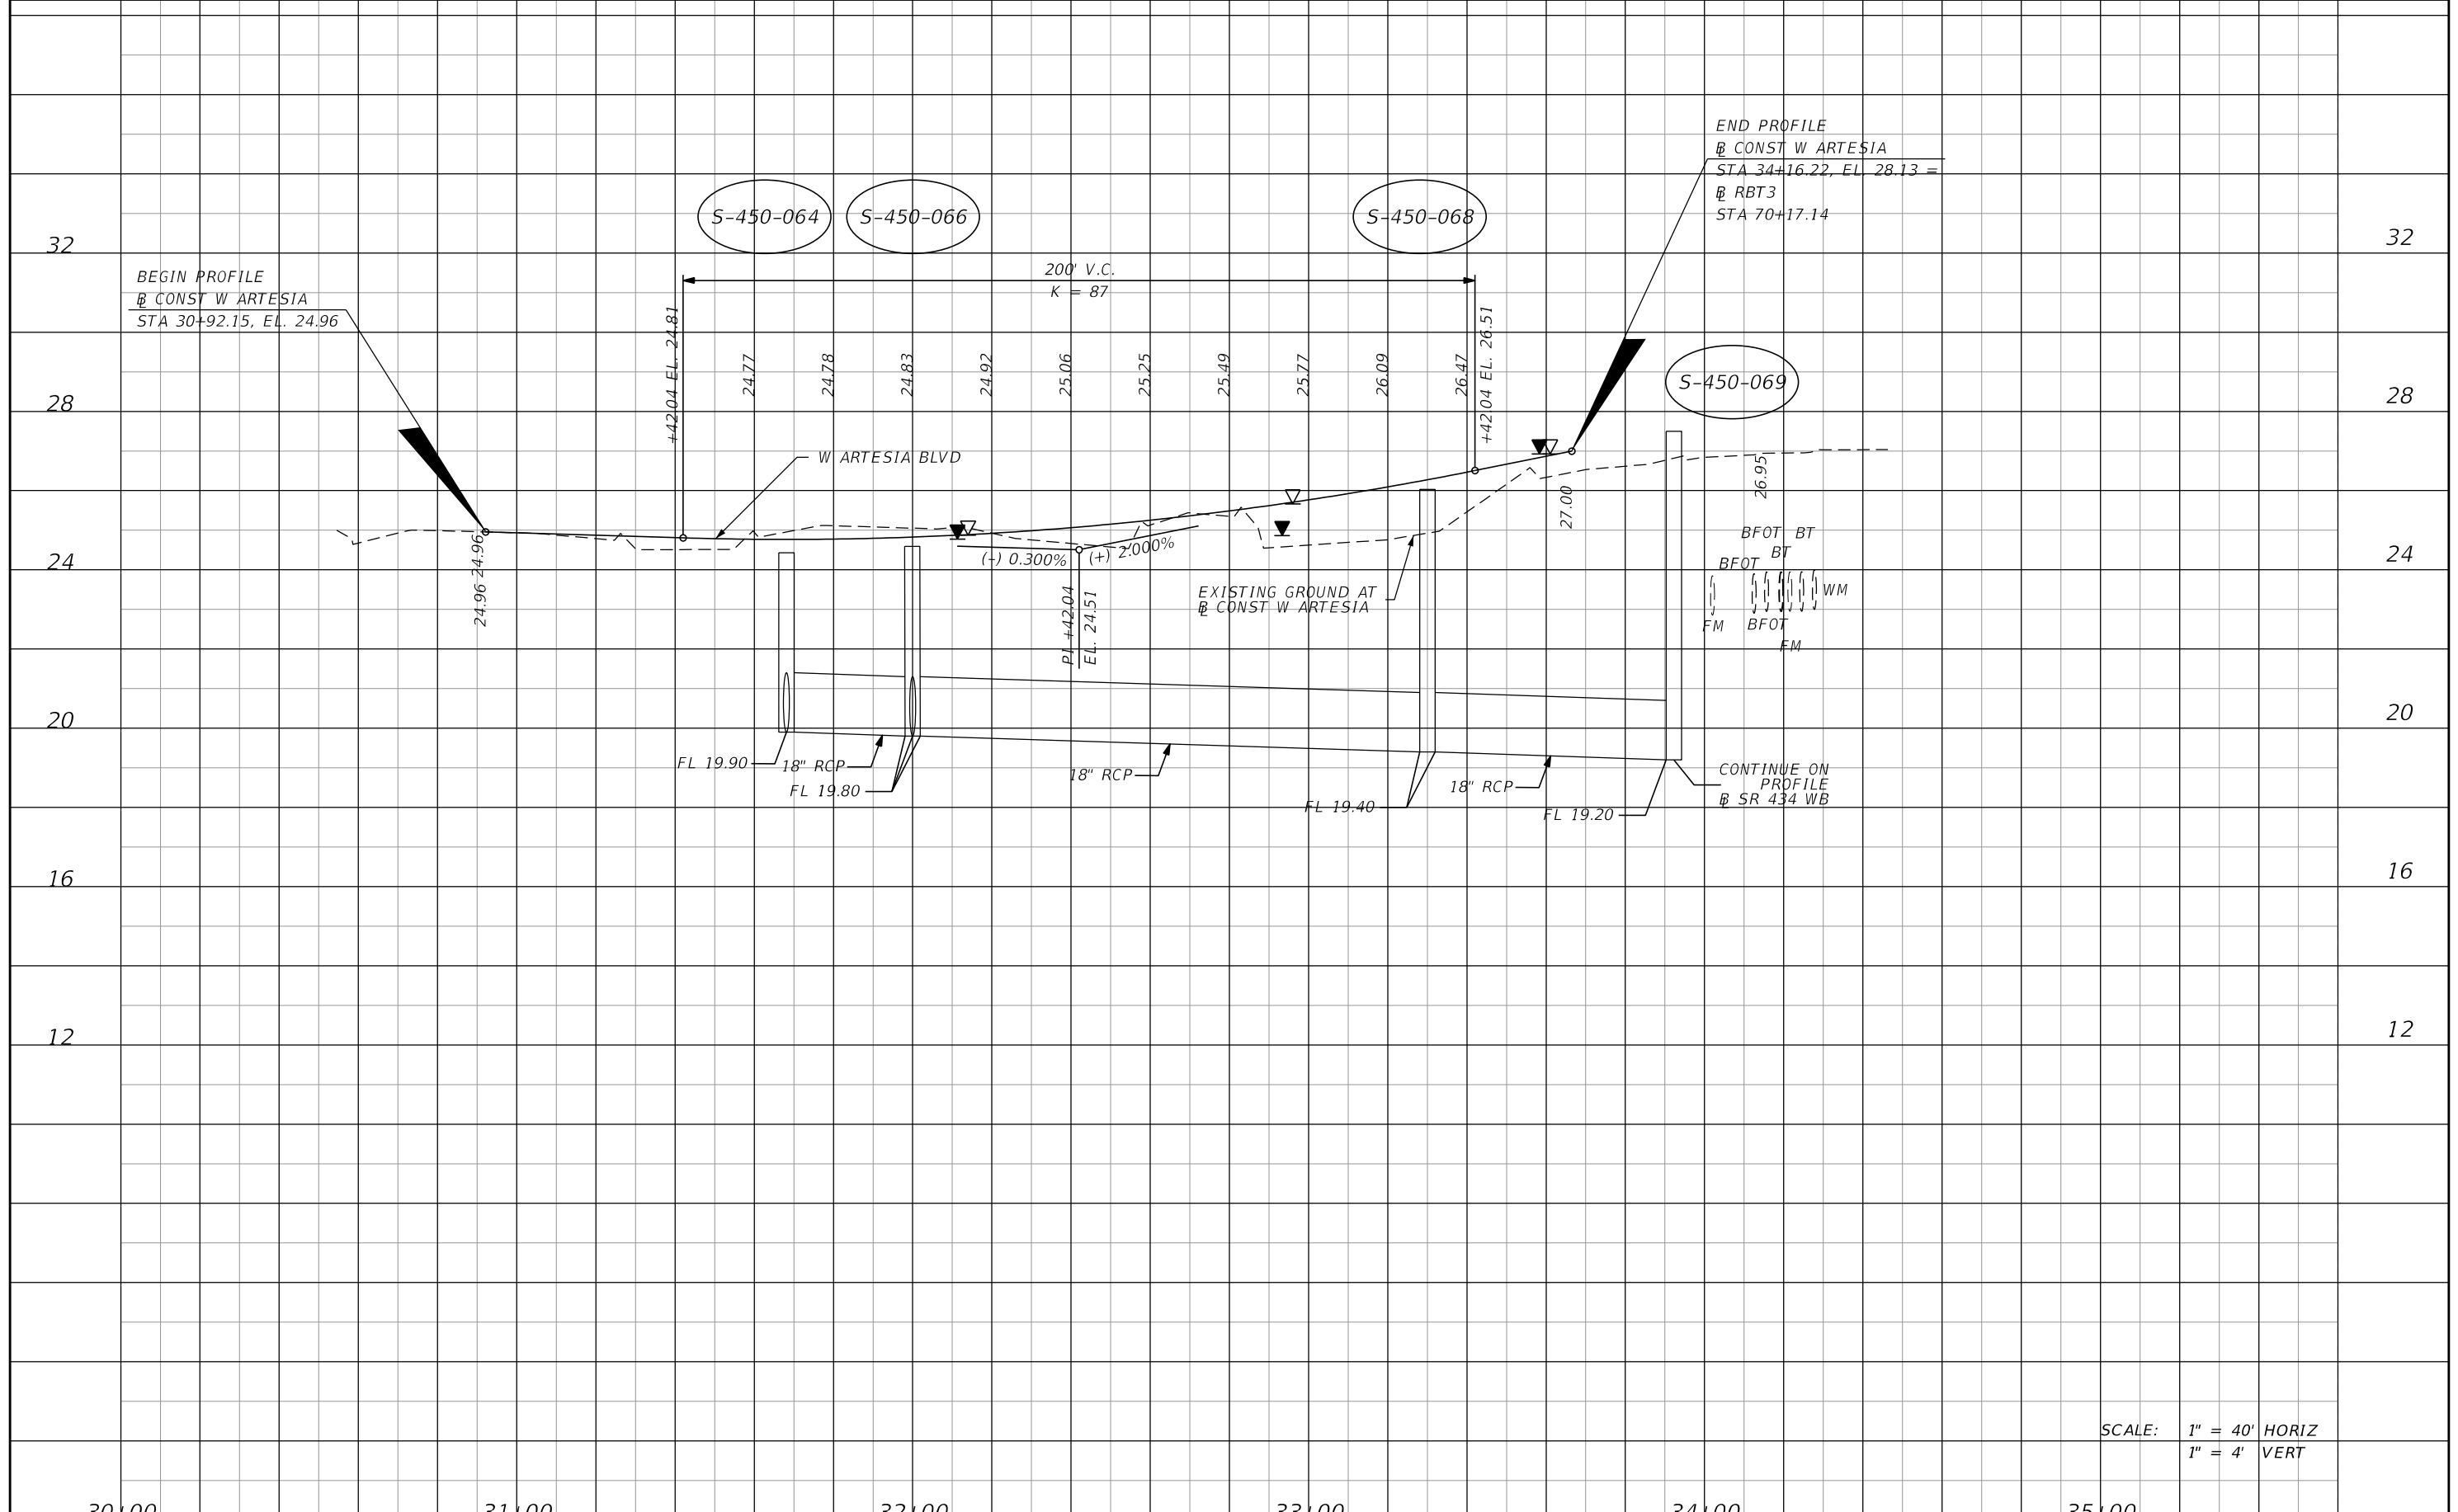 END PROFILE
℄ CONST W ARTESIA
STA 34+16.22, EL. 28.13 =
℄ RBT3
STA 70+17.14
S-450-064
S-450-066
S-450-068
32
32
BEGIN PROFILE
℄ CONST W ARTESIA
STA 30+92.15, EL. 24.96
200' V.C.
K = 87
+42.04 EL. 24.81
24.77
24.78
24.83
24.92
25.06
25.25
25.49
25.77
26.09
26.47
+42.04 EL. 26.51
S-450-069
28
28
W ARTESIA BLVD
24.96
24.96
27.00
26.95
(-) 0.300%
(+) 2.000%
24
24
PI +42.04
EL. 24.51
EXISTING GROUND AT
℄ CONST W ARTESIA
BFOT BT
BT
BFOT
WM
FM
BFOT
FM
20
20
FL 19.90
18" RCP
FL 19.80
18" RCP
FL 19.40
18" RCP
FL 19.20
CONTINUE ON
PROFILE
℄ SR 434 WB
16
16
12
12
SCALE: 1" = 40' HORIZ
1" = 4' VERT
30+00
31+00
32+00
33+00
34+00
35+00